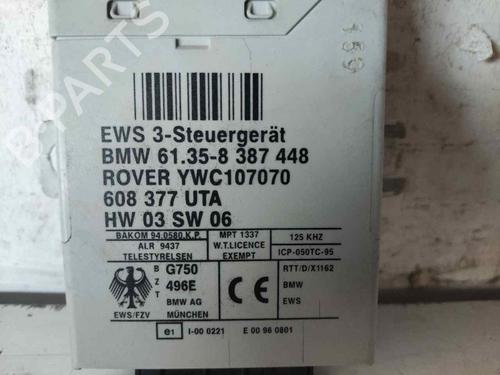 B-PARTS
159
EWS 3-Steuergerät
BMW 61.35-8 387 448
ROVER YWC107070
608 377 UTA
HW 03 SW 06
BAKOM 94.0580.K.P.
ALR 9437
TELESTYRELSEN
MPT 1337
W.T.LICENCE
EXEMPT
125 KHZ
ICP-050TC-95
B
Z
T
G750
496E
BMW AG
EWS/FZV MÜNCHEN
CE
RTT/D/X1162
BMW
EWS
e1 I-00 0221 E 00 96 0801